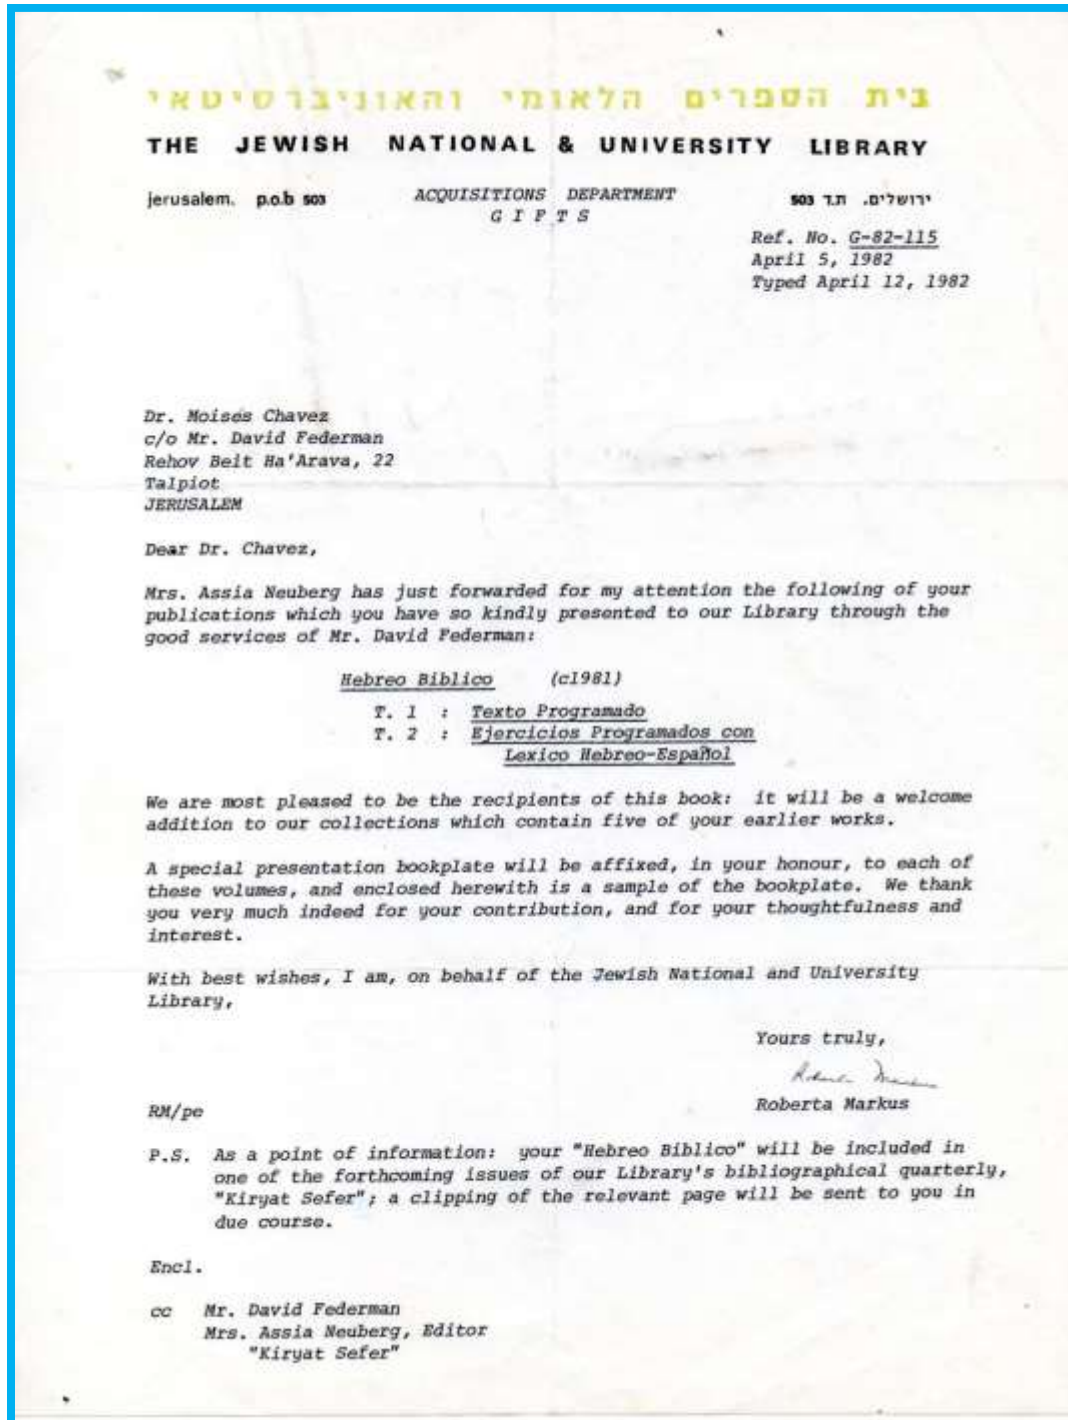 בית הספרים הלאומי והאוניברסיטאי
THE JEWISH NATIONAL & UNIVERSITY LIBRARY
jerusalem. p.o.b 503 ACQUISITIONS DEPARTMENT ירושלים. ת.ד 503
GIFTS
Ref. No. G-82-115
April 5, 1982
Typed April 12, 1982
Dr. Moises Chavez
c/o Mr. David Federman
Rehov Beit Ha'Arava, 22
Talpiot
JERUSALEM
Dear Dr. Chavez,
Mrs. Assia Neuberg has just forwarded for my attention the following of your
publications which you have so kindly presented to our Library through the
good services of Mr. David Federman:
Hebreo Biblico (c1981)
T. 1 : Texto Programado
T. 2 : Ejercicios Programados con
Lexico Hebreo-Español
We are most pleased to be the recipients of this book: it will be a welcome
addition to our collections which contain five of your earlier works.
A special presentation bookplate will be affixed, in your honour, to each of
these volumes, and enclosed herewith is a sample of the bookplate. We thank
you very much indeed for your contribution, and for your thoughtfulness and
interest.
With best wishes, I am, on behalf of the Jewish National and University
Library,
Yours truly,
Roberta Markus
RM/pe Roberta Markus
P.S. As a point of information: your "Hebreo Biblico" will be included in
one of the forthcoming issues of our Library's bibliographical quarterly,
"Kiryat Sefer"; a clipping of the relevant page will be sent to you in
due course.
Encl.
cc Mr. David Federman
Mrs. Assia Neuberg, Editor
"Kiryat Sefer"